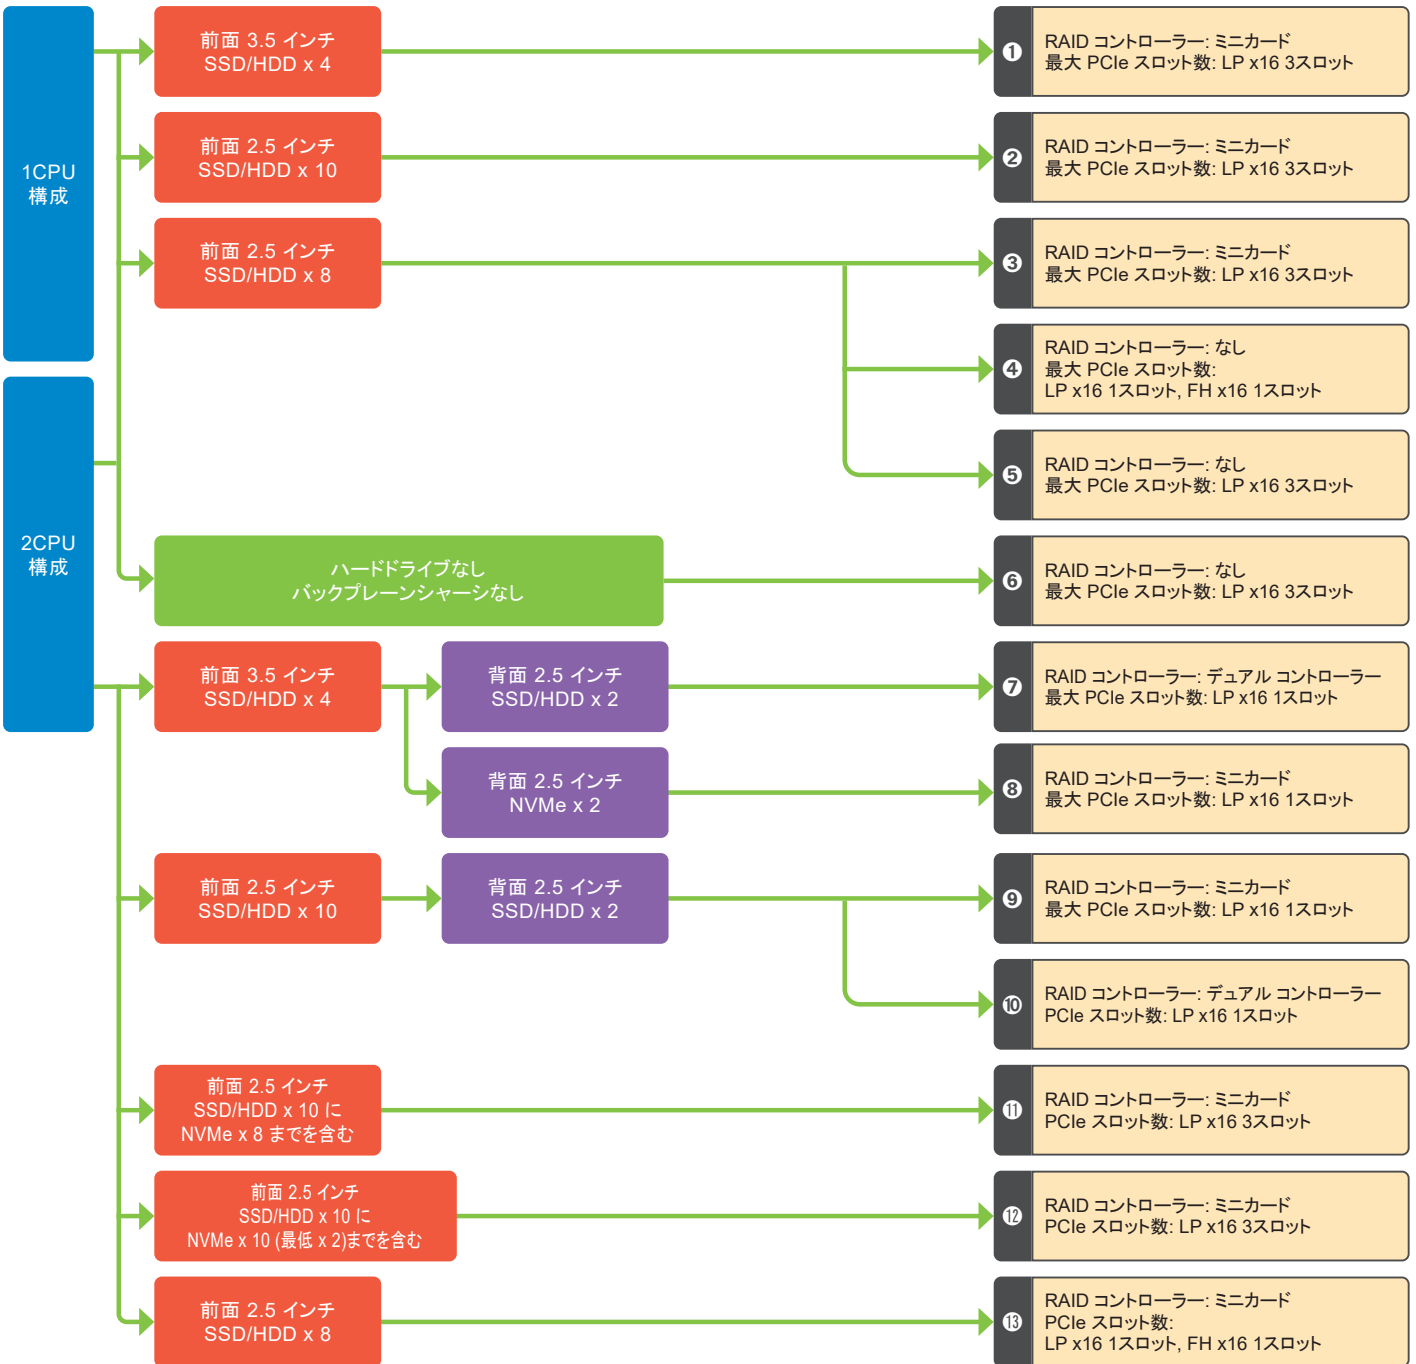 1CPU
構成
前面 3.5 インチ
SSD/HDD x 4
❶
RAID コントローラー: ミニカード
最大 PCIe スロット数: LP x16 3スロット
前面 2.5 インチ
SSD/HDD x 10
❷
RAID コントローラー: ミニカード
最大 PCIe スロット数: LP x16 3スロット
前面 2.5 インチ
SSD/HDD x 8
❸
RAID コントローラー: ミニカード
最大 PCIe スロット数: LP x16 3スロット
❹
RAID コントローラー: なし
最大 PCIe スロット数:
LP x16 1スロット, FH x16 1スロット
❺
RAID コントローラー: なし
最大 PCIe スロット数: LP x16 3スロット
2CPU
構成
ハードドライブなし
バックプレーンシャーシなし
❻
RAID コントローラー: なし
最大 PCIe スロット数: LP x16 3スロット
前面 3.5 インチ
SSD/HDD x 4
背面 2.5 インチ
SSD/HDD x 2
❼
RAID コントローラー: デュアル コントローラー
最大 PCIe スロット数: LP x16 1スロット
背面 2.5 インチ
NVMe x 2
❽
RAID コントローラー: ミニカード
最大 PCIe スロット数: LP x16 1スロット
前面 2.5 インチ
SSD/HDD x 10
背面 2.5 インチ
SSD/HDD x 2
❾
RAID コントローラー: ミニカード
最大 PCIe スロット数: LP x16 1スロット
❿
RAID コントローラー: デュアル コントローラー
PCIe スロット数: LP x16 1スロット
前面 2.5 インチ
SSD/HDD x 10 に
NVMe x 8 までを含む
⓫
RAID コントローラー: ミニカード
PCIe スロット数: LP x16 3スロット
前面 2.5 インチ
SSD/HDD x 10 に
NVMe x 10 (最低 x 2)までを含む
⓬
RAID コントローラー: ミニカード
PCIe スロット数: LP x16 3スロット
前面 2.5 インチ
SSD/HDD x 8
⓭
RAID コントローラー: ミニカード
PCIe スロット数:
LP x16 1スロット, FH x16 1スロット